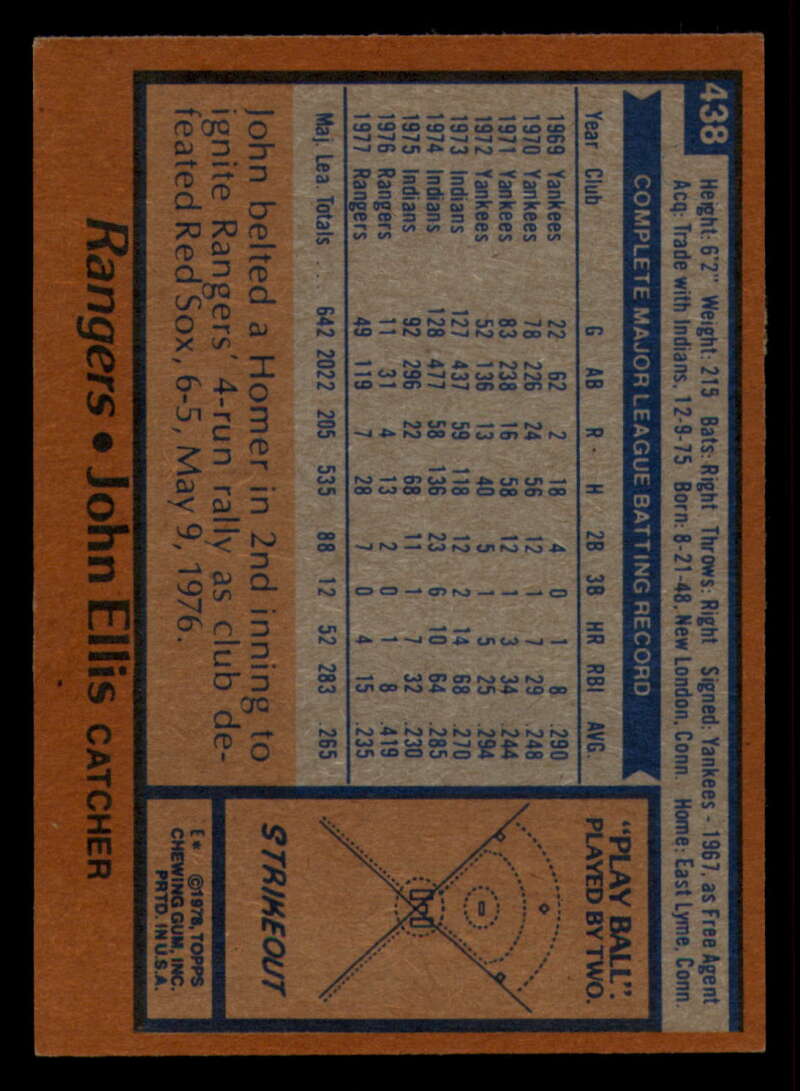 438
Height: 6'2" Weight: 215 Bats: Right Throws: Right Signed: Yankees - 1967, as Free Agent
Acq: Trade with Indians, 12-9-75 Born: 8-21-48, New London, Conn. Home: East Lyme, Conn.
COMPLETE MAJOR LEAGUE BATTING RECORD
Year Club G AB R H 2B 3B HR RBI AVG.
1969 Yankees 22 62 2 18 4 0 1 8 .290
1970 Yankees 78 226 24 56 12 1 7 29 .248
1971 Yankees 83 238 16 58 12 1 3 34 .244
1972 Yankees 52 136 13 40 5 1 5 25 .294
1973 Indians 127 437 59 118 12 2 14 68 .270
1974 Indians 128 477 58 136 23 6 10 64 .285
1975 Indians 92 296 22 68 11 1 7 32 .230
1976 Rangers 11 31 4 13 2 0 1 8 .419
1977 Rangers 49 119 7 28 7 0 4 15 .235
Maj. Lea. Totals ... 642 2022 205 535 88 12 52 283 .265
John belted a Homer in 2nd inning to
ignite Rangers' 4-run rally as club de-
feated Red Sox, 6-5, May 9, 1976.
"PLAY BALL".
PLAYED BY TWO.
STRIKEOUT
E* ©1978, TOPPS
CHEWING GUM, INC.
PRTD. IN U.S.A.
Rangers • John Ellis CATCHER